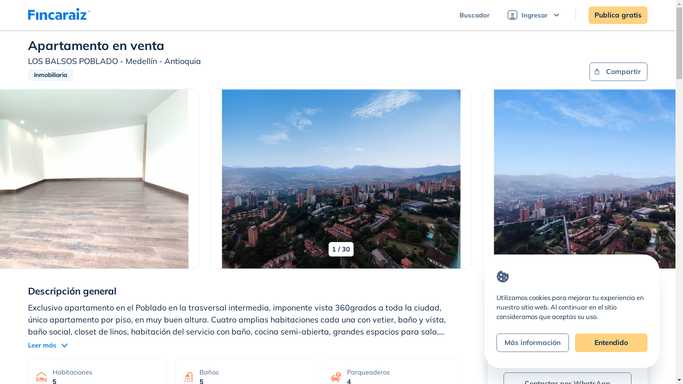 Fincaraiz
Buscador
Ingresar
Publica gratis
Apartamento en venta
LOS BALSOS POBLADO - Medellín - Antioquia
Inmobiliaria
Compartir
1 / 30
Descripción general
Exclusivo apartamento en el Poblado en la trasversal intermedia, imponente vista 360grados a toda la ciudad,
único apartamento por piso, en muy buen altura. Cuatro amplias habitaciones cada una con vetier, baño y vista,
baño social, closet de linos, habitación del servicio con baño, cocina semi-abierta, grandes espacios para sala,...
Leer más
Habitaciones
5
Baños
5
Parqueaderos
4
Utilizamos cookies para mejorar tu experiencia en
nuestro sitio web. Al continuar en el sitio
consideramos que aceptas su uso.
Más información
Entendido
Contactar por WhatsApp